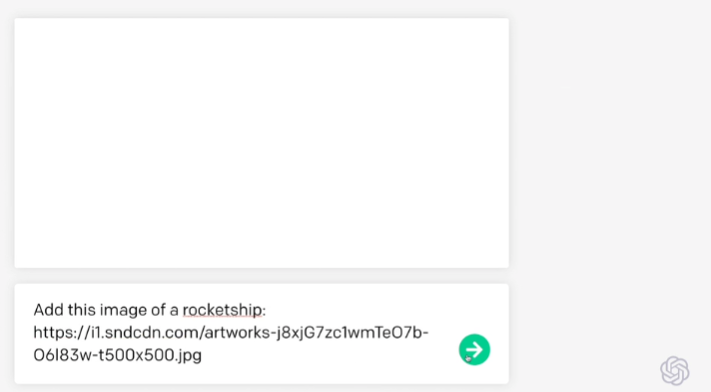 Add this image of a rocketship:
https://i1.sndcdn.com/artworks-j8xjG7zc1wmTeO7b-
O6l83w-t500x500.jpg